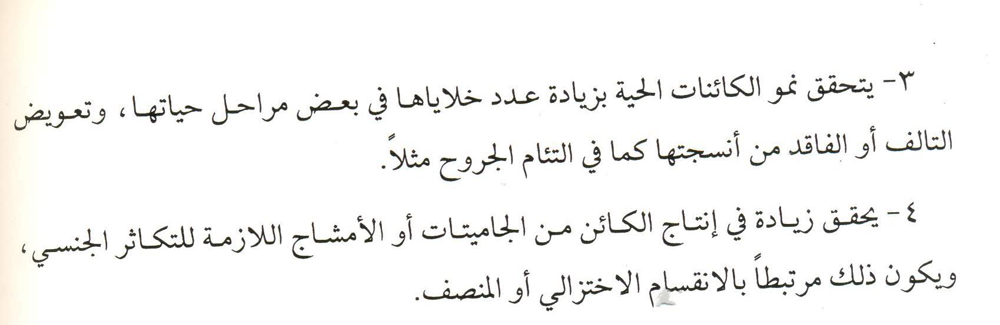 ٣- يتحقق نمو الكائنات الحية بزيادة عدد خلاياها في بعض مراحل حياتها، وتعويض
التالف أو الفاقد من أنسجتها كما في التئام الجروح مثلاً.
٤- يحقق زيادة في إنتاج الكائن من الجاميتات أو الأمشاج اللازمة للتكاثر الجنسي،
ويكون ذلك مرتبطاً بالانقسام الاختزالي أو المنصف.